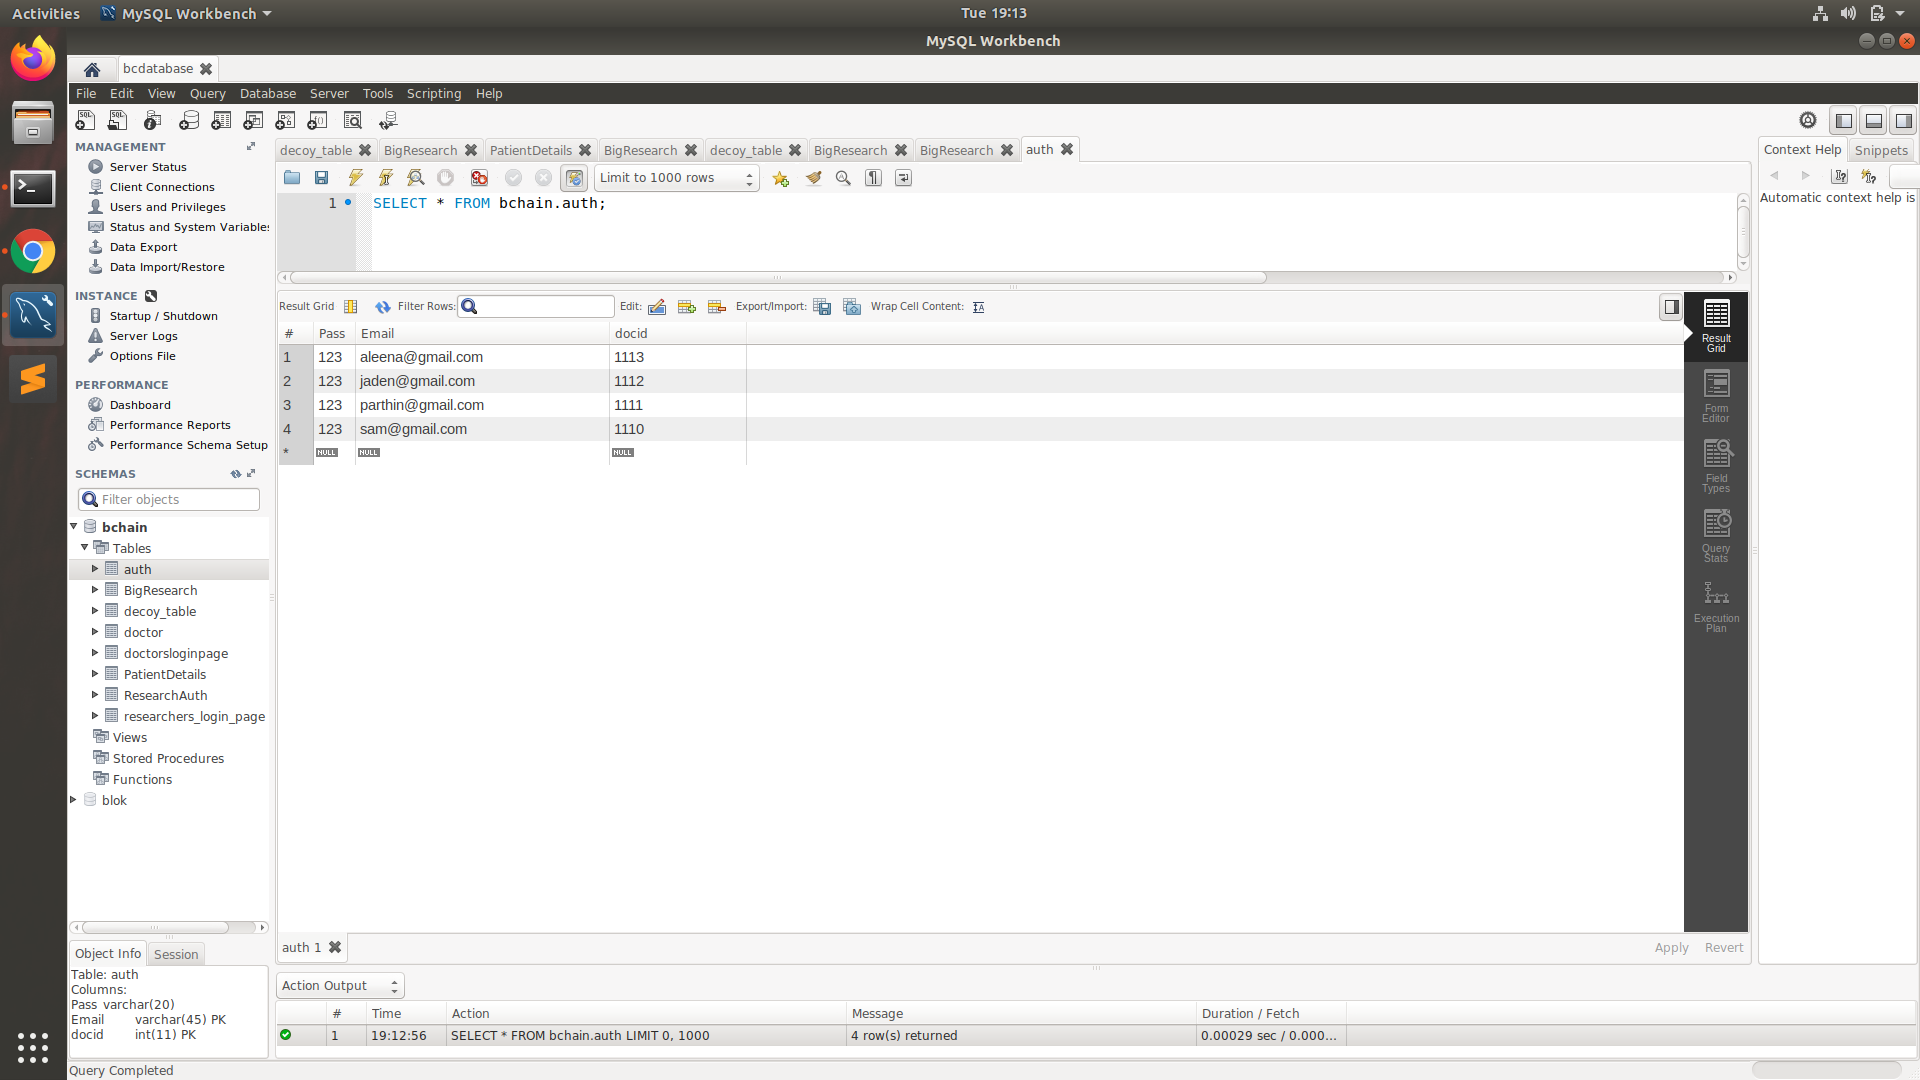 Activities MySQL Workbench Tue 19:13
MySQL Workbench
bcdatabase
File Edit View Query Database Server Tools Scripting Help
MANAGEMENT
Server Status
Client Connections
Users and Privileges
Status and System Variables
Data Export
Data Import/Restore
INSTANCE
Startup / Shutdown
Server Logs
Options File
PERFORMANCE
Dashboard
Performance Reports
Performance Schema Setup
SCHEMAS
Filter objects
bchain
Tables
auth
BigResearch
decoy_table
doctor
doctorsloginpage
PatientDetails
ResearchAuth
researchers_login_page
Views
Stored Procedures
Functions
blok
Object Info Session
Table: auth
Columns:
Pass varchar(20)
Email varchar(45) PK
docid int(11) PK
decoy_table BigResearch PatientDetails BigResearch decoy_table BigResearch BigResearch auth
Limit to 1000 rows
1 SELECT * FROM bchain.auth;
Result Grid Filter Rows: Edit: Export/Import: Wrap Cell Content:
# Pass Email docid
1 123 aleena@gmail.com 1113
2 123 jaden@gmail.com 1112
3 123 parthin@gmail.com 1111
4 123 sam@gmail.com 1110
* NULL NULL NULL
Result
Grid
Form
Editor
Field
Types
Query
Stats
Execution
Plan
auth 1 Apply Revert
Context Help Snippets
Automatic context help is
Action Output
# Time Action Message Duration / Fetch
1 19:12:56 SELECT * FROM bchain.auth LIMIT 0, 1000 4 row(s) returned 0.00029 sec / 0.000...
Query Completed